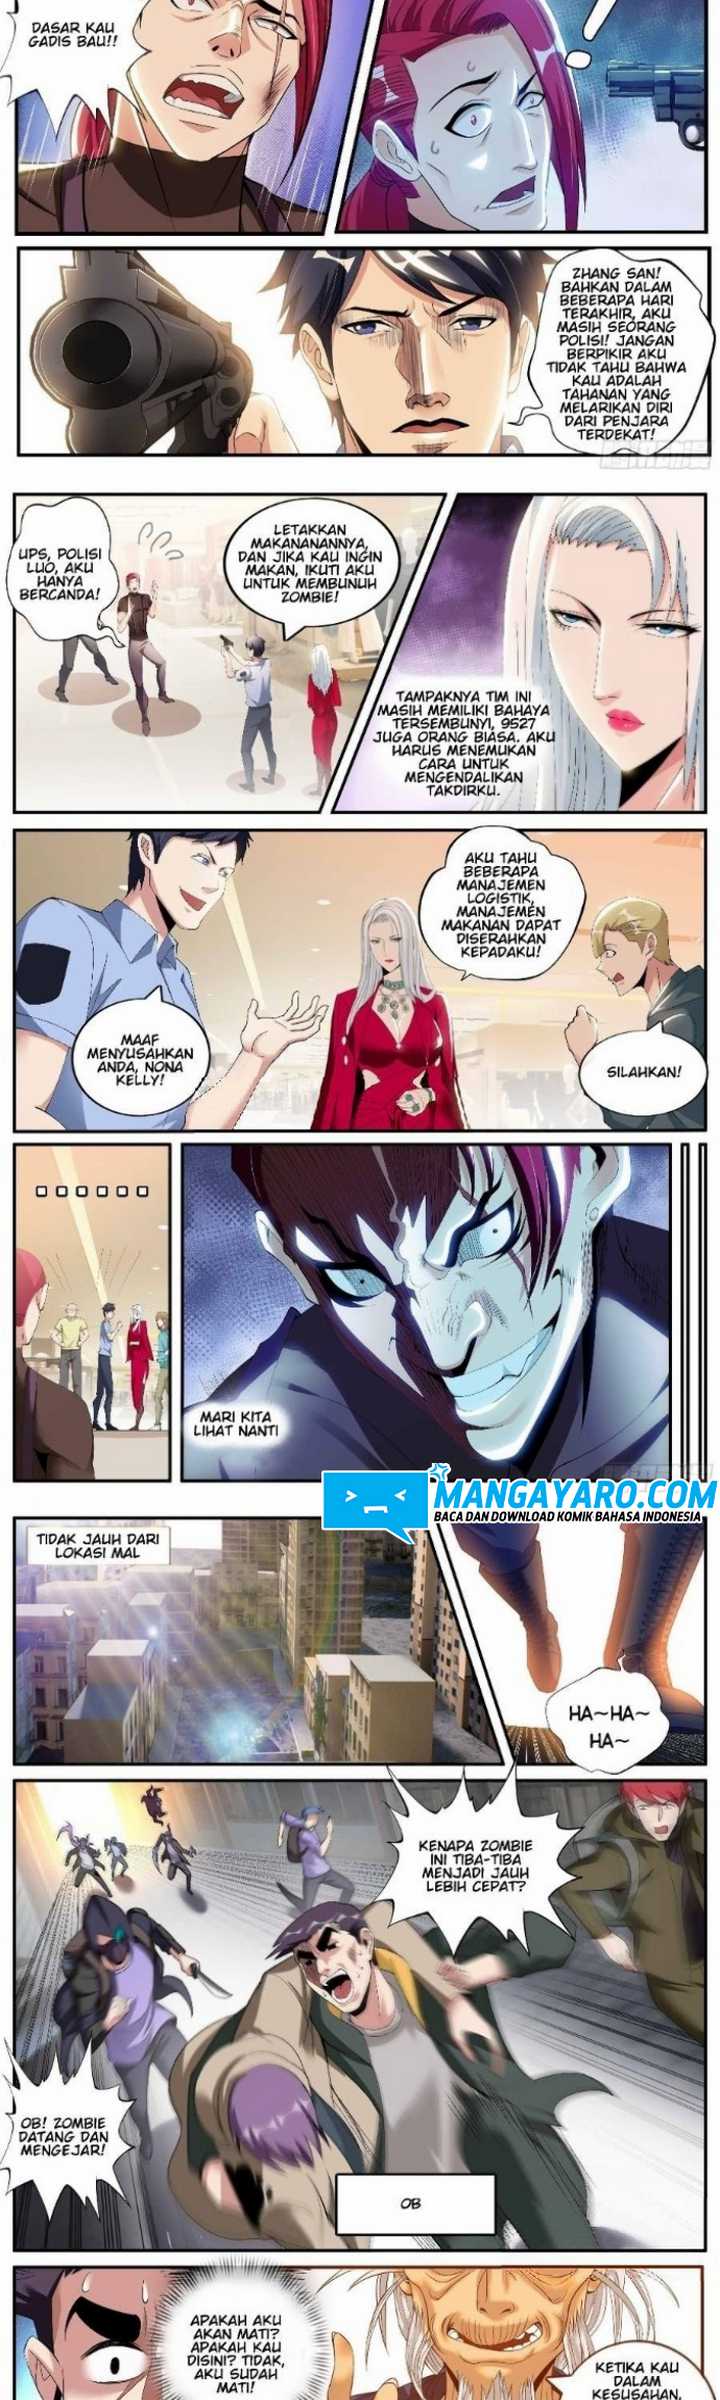 DASAR KAU
GADIS BAU!!
ZHANG SAN!
BAHKAN DALAM
BEBERAPA HARI
TERAKHIR, AKU
MASIH SEORANG
POLISI! JANGAN
BERPIKIR AKU
TIDAK TAHU BAHWA
KAU ADALAH
TAHANAN YANG
MELARIKAN DIRI
DARI PENJARA
TERDEKAT!
UPS, POLISI
LUO, AKU
HANYA
BERCANDA!
LETAKKAN
MAKANANANNYA,
DAN JIKA KAU INGIN
MAKAN, IKUTI AKU
UNTUK MEMBUNUH
ZOMBIE!
TAMPAKNYA TIM INI
MASIH MEMILIKI BAHAYA
TERSEMBUNYI, 9527
JUGA ORANG BIASA. AKU
HARUS MENEMUKAN
CARA UNTUK
MENGENDALIKAN
TAKDIRKU.
AKU TAHU
BEBERAPA
MANAJEMEN
LOGISTIK,
MANAJEMEN
MAKANAN DAPAT
DISERAHKAN
KEPADAKU!
MAAF
MENYUSAHKAN
ANDA, NONA
KELLY!
SILAHKAN!
MARI KITA
LIHAT NANTI
MANGAYARO.COM
BACA DAN DOWNLOAD KOMIK BAHASA INDONESIA
TIDAK JAUH DARI
LOKASI MAL
HA~HA~
HA~
KENAPA ZOMBIE
INI TIBA-TIBA
MENJADI JAUH
LEBIH CEPAT?
OB! ZOMBIE
DATANG DAN
MENGEJAR!
OB
APAKAH AKU
AKAN MATI?
APAKAH KAU
DISINI? TIDAK,
AKU SUDAH
MATI!
KETIKA KAU
DALAM
KESUSAHAN,